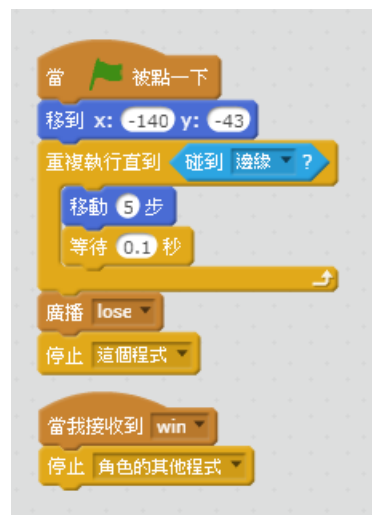 當 被點一下
移到 x: -140 y: -43
重複執行直到 碰到 邊緣 ?
移動 5 步
等待 0.1 秒
廣播 lose
停止 這個程式
當我接收到 win
停止 角色的其他程式